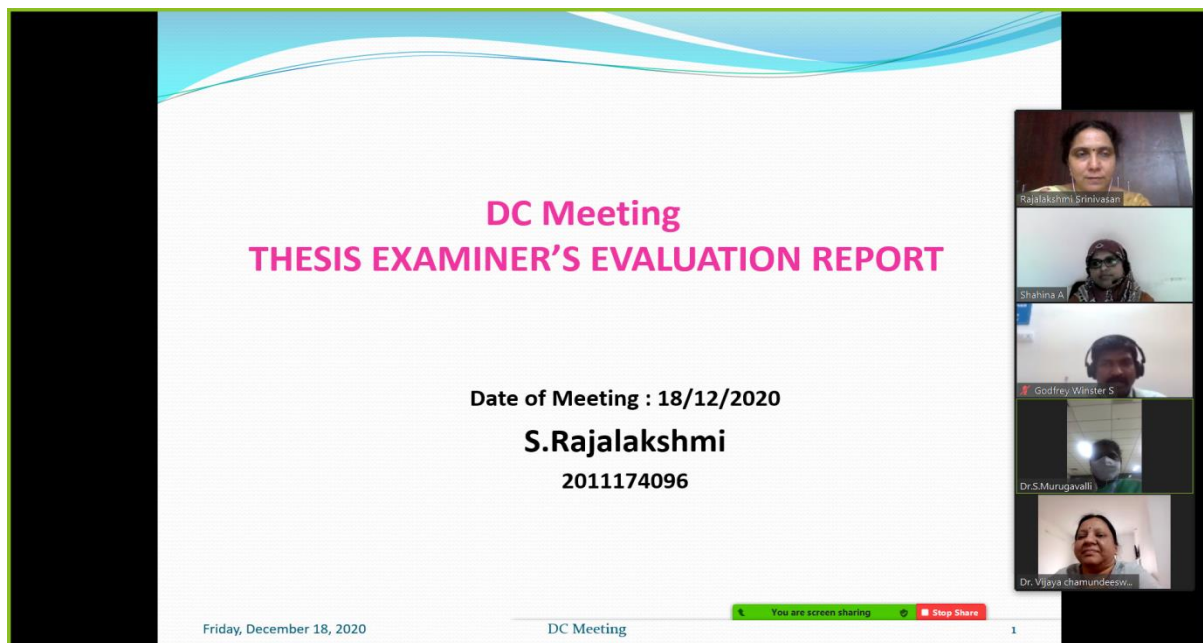 DC Meeting
THESIS EXAMINER’S EVALUATION REPORT
Date of Meeting : 18/12/2020
S.Rajalakshmi
2011174096
Rajalakshmi Srinivasan
Shahina A
Godfrey Winster S
Dr.S.Murugavalli
Dr. Vijaya chamundeesw...
You are screen sharing
Stop Share
Friday, December 18, 2020
DC Meeting
1